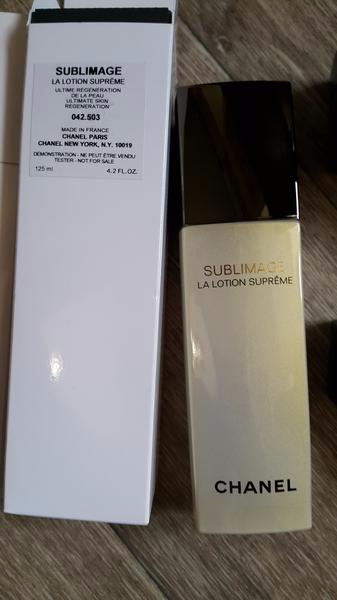 SUBLIMAGE
LA LOTION SUPRÊME
ULTIME RÉGÉNÉRATION
DE LA PEAU
ULTIMATE SKIN
REGENERATION
042.503
MADE IN FRANCE
CHANEL PARIS
CHANEL NEW YORK, N.Y. 10019
DÉMONSTRATION - NE PEUT ÊTRE VENDU
TESTER - NOT FOR SALE
125 ml 4.2 FL.OZ.
SUBLIMAGE
LA LOTION SUPRÊME
CHANEL